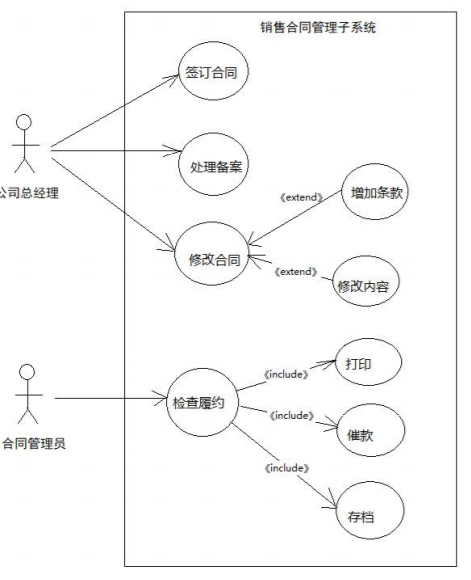 销售合同管理子系统
签订合同
处理备案
公司总经理
《extend》
增加条款
修改合同
《extend》
修改内容
《include》
打印
检查履约
《include》
催款
合同管理员
《include》
存档